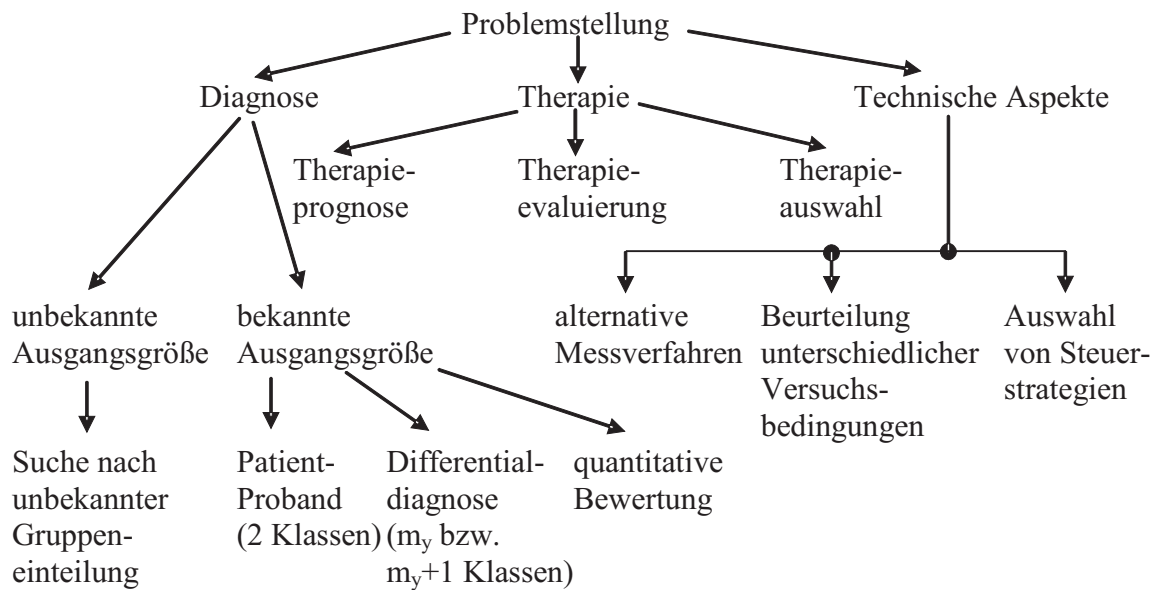 Problemstellung
Diagnose
Therapie
Technische Aspekte
Therapie-
prognose
Therapie-
evaluierung
Therapie-
auswahl
unbekannte
Ausgangsgröße
bekannte
Ausgangsgröße
alternative
Messverfahren
Beurteilung
unterschiedlicher
Versuchs-
bedingungen
Auswahl
von Steuer-
strategien
Suche nach
unbekannter
Gruppen-
einteilung
Patient-
Proband
(2 Klassen)
Differential-
diagnose
(my bzw.
my+1 Klassen)
quantitative
Bewertung